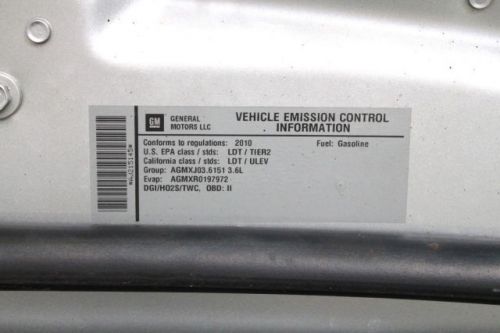 GM
GENERAL MOTORS LLC
VEHICLE EMISSION CONTROL
INFORMATION
Conforms to regulations: 2010 Fuel: Gasoline
U.S. EPA class / stds: LDT / TIER2
California class / stds: LDT / ULEV
Group: AGMXJ03.6151 3.6L
Evap: AGMXR0197972
DGI/HO2S/TWC, OBD: II